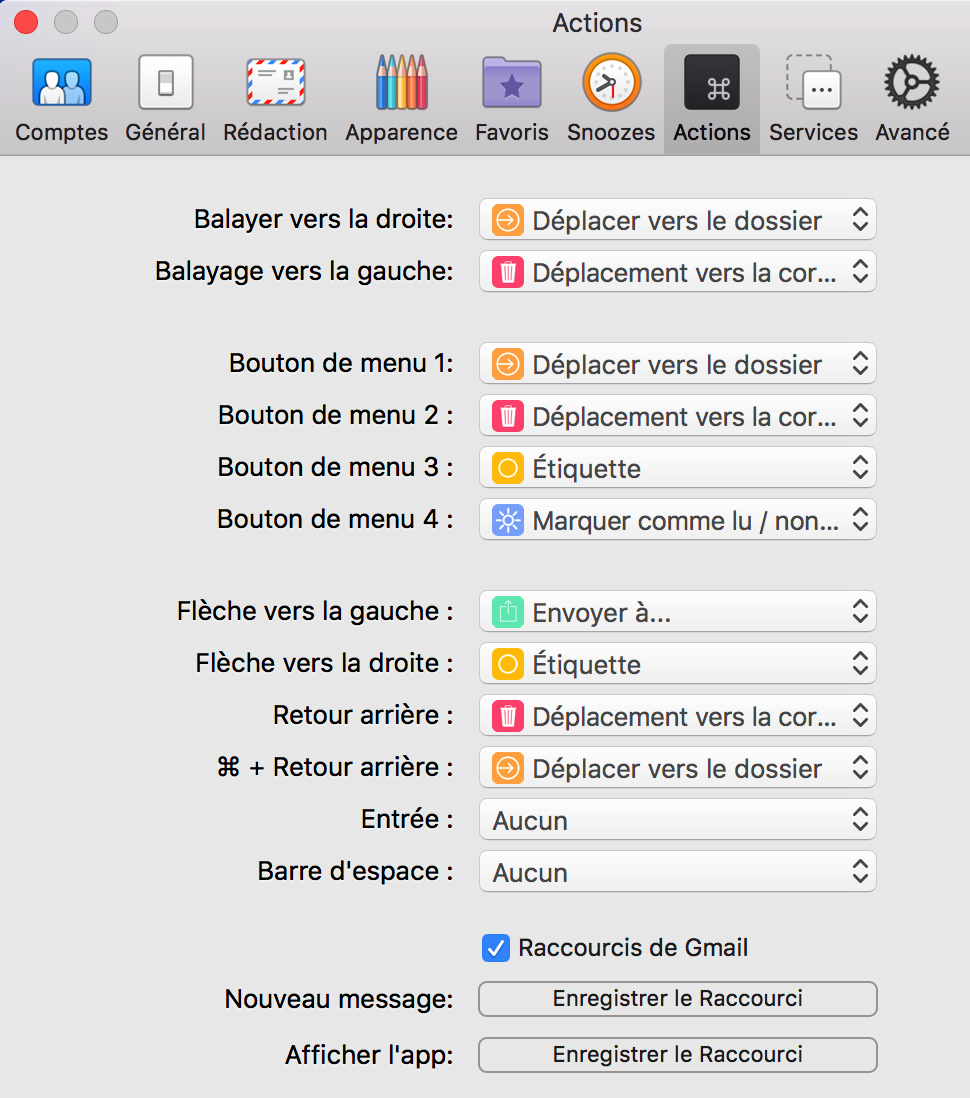 Actions
Comptes Général Rédaction Apparence Favoris Snoozes Actions Services Avancé
Balayer vers la droite: Déplacer vers le dossier
Balayage vers la gauche: Déplacement vers la cor...
Bouton de menu 1: Déplacer vers le dossier
Bouton de menu 2 : Déplacement vers la cor...
Bouton de menu 3 : Étiquette
Bouton de menu 4 : Marquer comme lu / non...
Flèche vers la gauche : Envoyer à...
Flèche vers la droite : Étiquette
Retour arrière : Déplacement vers la cor...
⌘ + Retour arrière : Déplacer vers le dossier
Entrée : Aucun
Barre d'espace : Aucun
Raccourcis de Gmail
Nouveau message: Enregistrer le Raccourci
Afficher l'app: Enregistrer le Raccourci